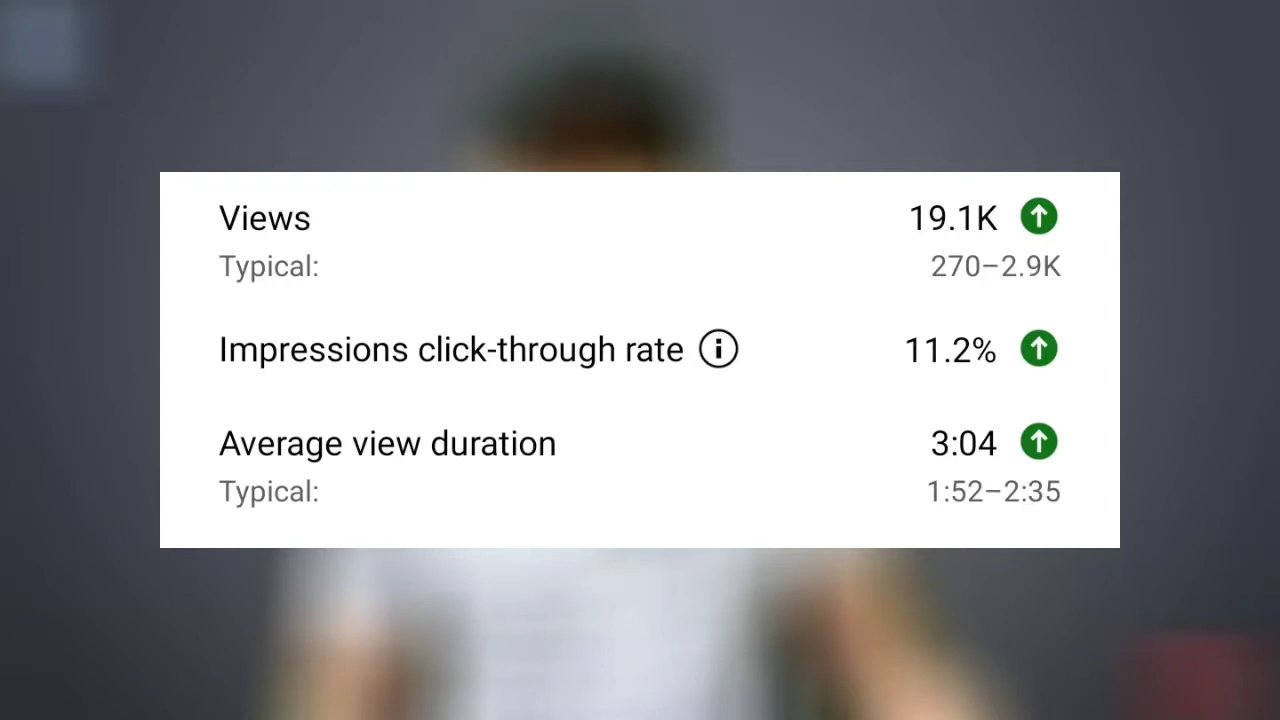 Views 19.1K
Typical: 270–2.9K
Impressions click-through rate 11.2%
Average view duration 3:04
Typical: 1:52–2:35